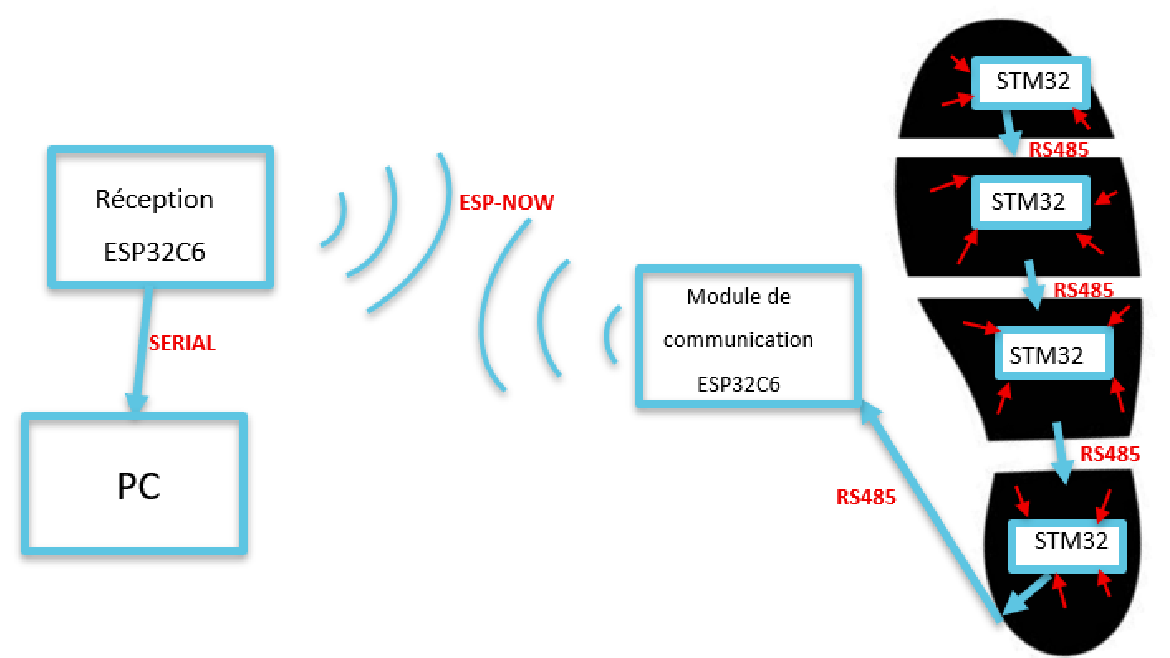 STM32
RS485
STM32
RS485
STM32
RS485
STM32
RS485
Module de
communication
ESP32C6
ESP-NOW
Réception
ESP32C6
SERIAL
PC